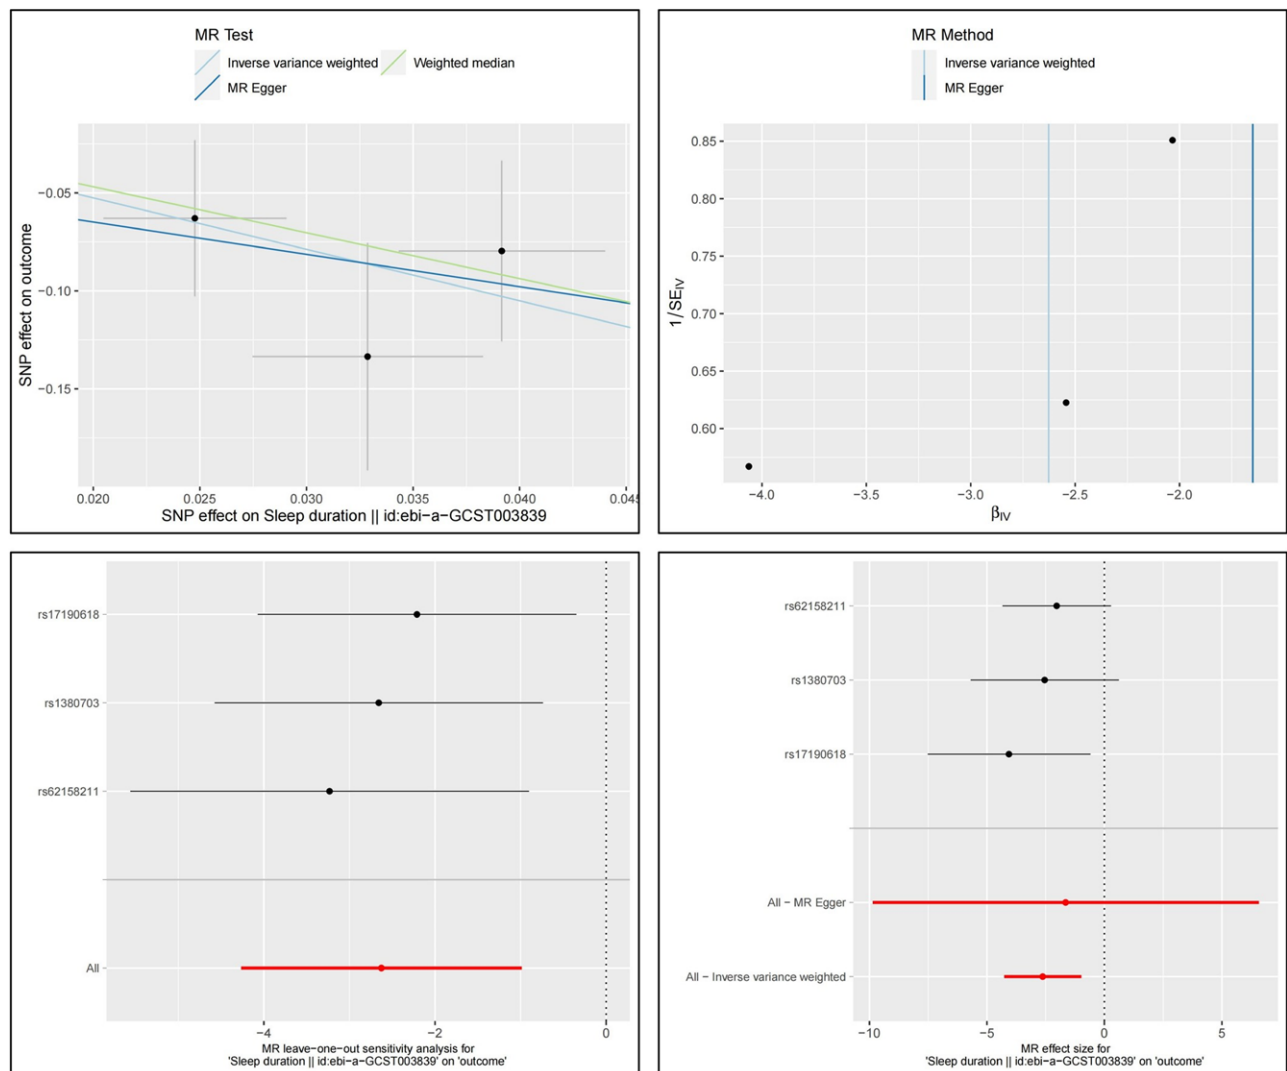 MR Test
Inverse variance weighted
Weighted median
MR Egger
SNP effect on outcome
−0.05
−0.10
−0.15
0.020
0.025
0.030
0.035
0.040
0.045
SNP effect on Sleep duration || id:ebi−a−GCST003839
MR Method
Inverse variance weighted
MR Egger
1/SE_IV
0.85
0.80
0.75
0.70
0.65
0.60
−4.0
−3.5
−3.0
−2.5
−2.0
β_IV
rs17190618
rs1380703
rs62158211
All
−4
−2
0
MR leave−one−out sensitivity analysis for
'Sleep duration || id:ebi−a−GCST003839' on 'outcome'
rs62158211
rs1380703
rs17190618
All − MR Egger
All − Inverse variance weighted
−10
−5
0
5
MR effect size for
'Sleep duration || id:ebi−a−GCST003839' on 'outcome'